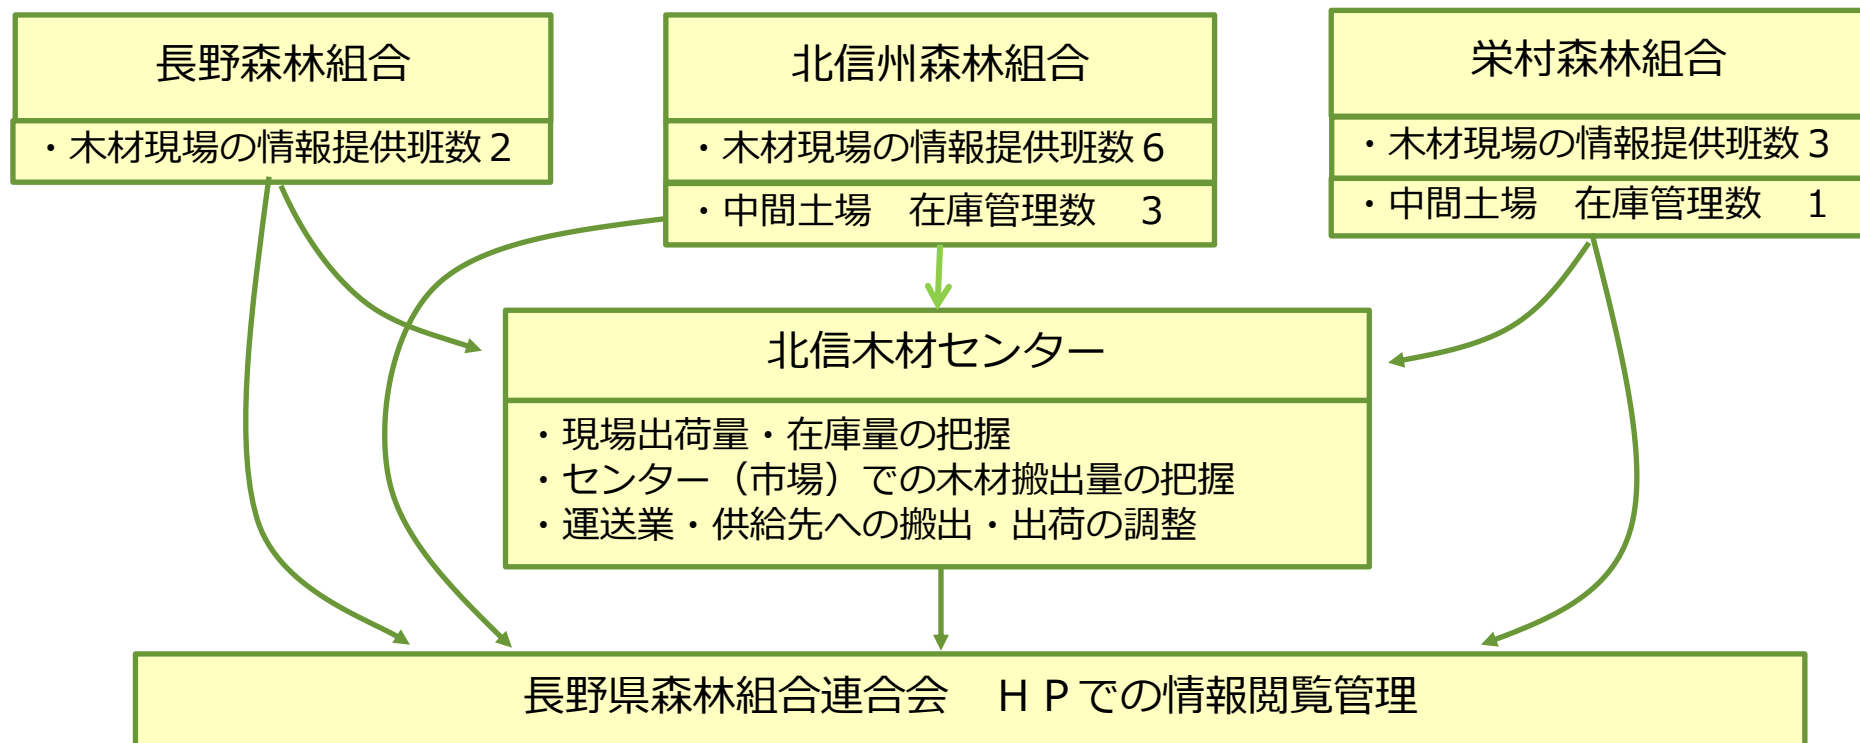 長野森林組合
・木材現場の情報提供班数２
北信州森林組合
・木材現場の情報提供班数６
・中間土場　在庫管理数　３
栄村森林組合
・木材現場の情報提供班数３
・中間土場　在庫管理数　１
北信木材センター
・現場出荷量・在庫量の把握
・センター（市場）での木材搬出量の把握
・運送業・供給先への搬出・出荷の調整
長野県森林組合連合会　ＨＰでの情報閲覧管理